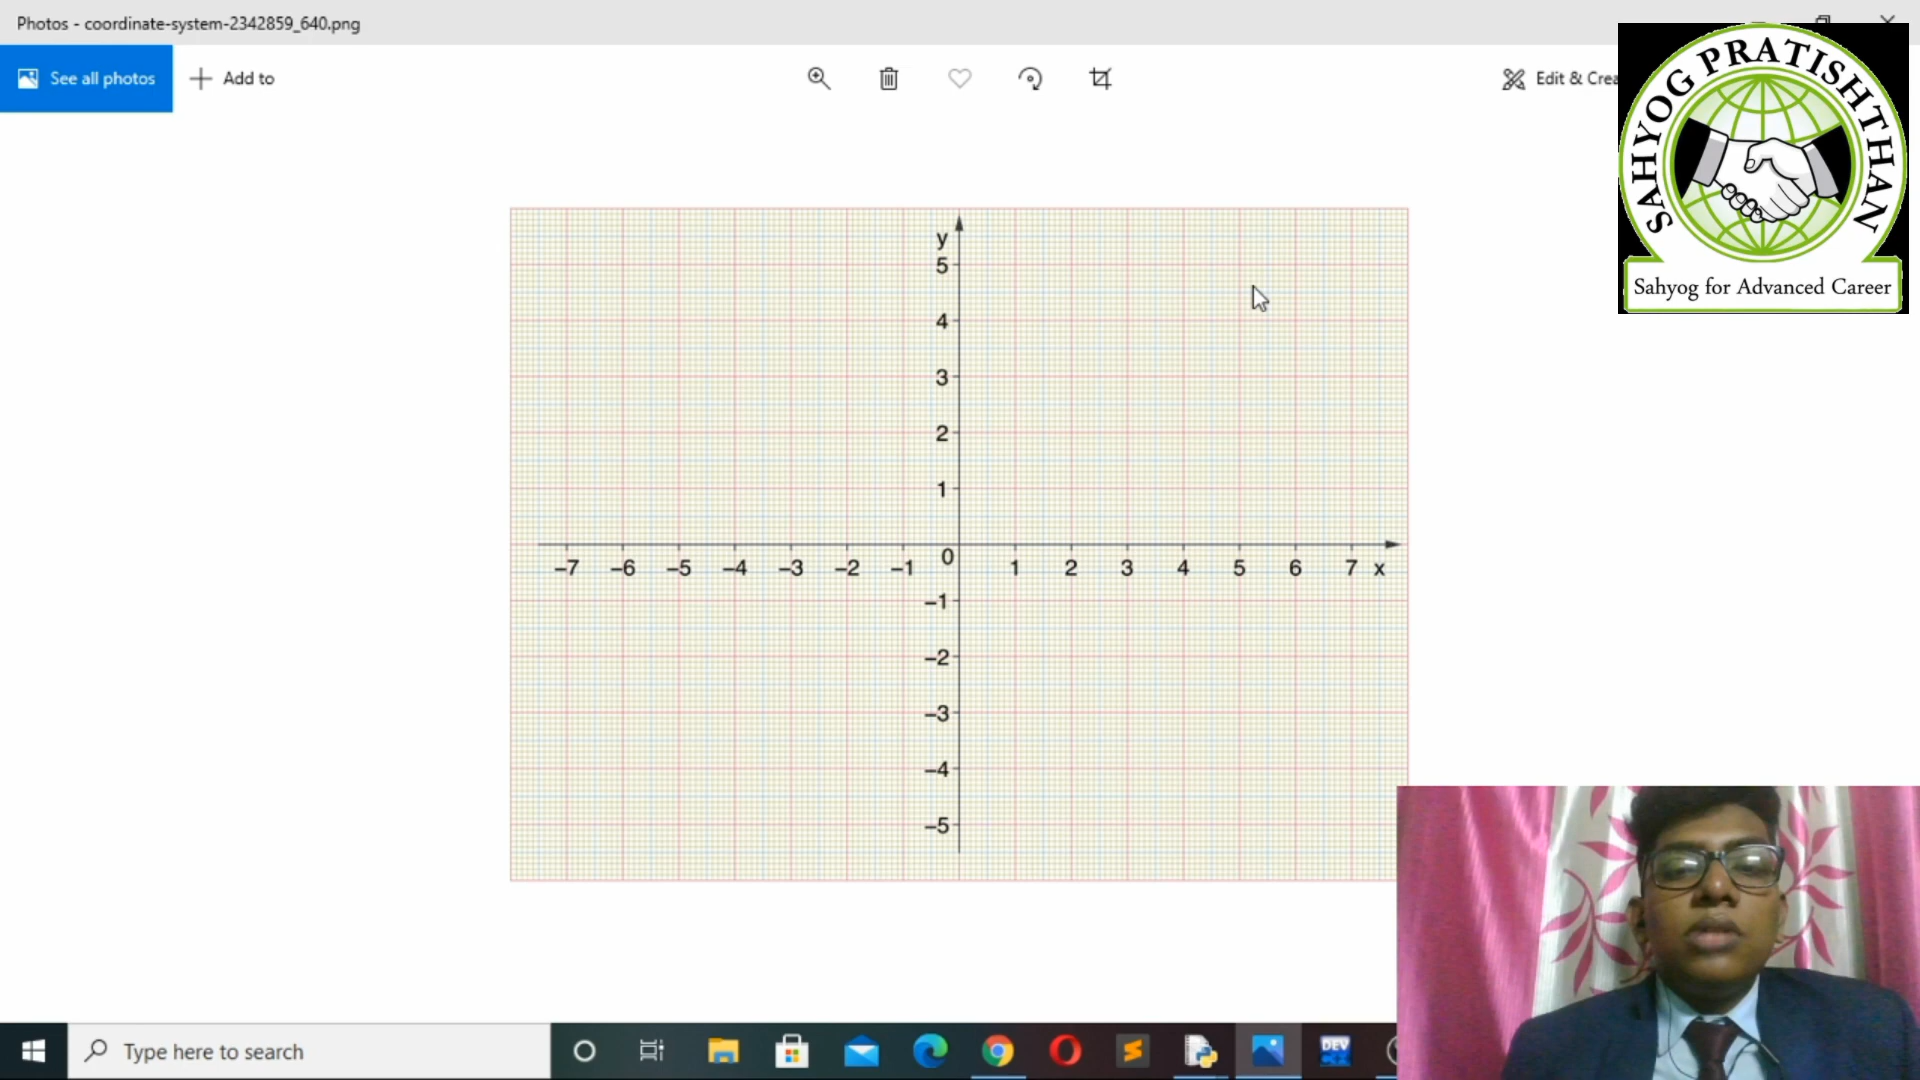 Photos - coordinate-system-2342859_640.png
See all photos
Add to
Edit & Crea
SAHYOG PRATISHTHAN
Sahyog for Advanced Career
y
5
4
3
2
1
0
-7 -6 -5 -4 -3 -2 -1 1 2 3 4 5 6 7 x
-1
-2
-3
-4
-5
Type here to search
DEV